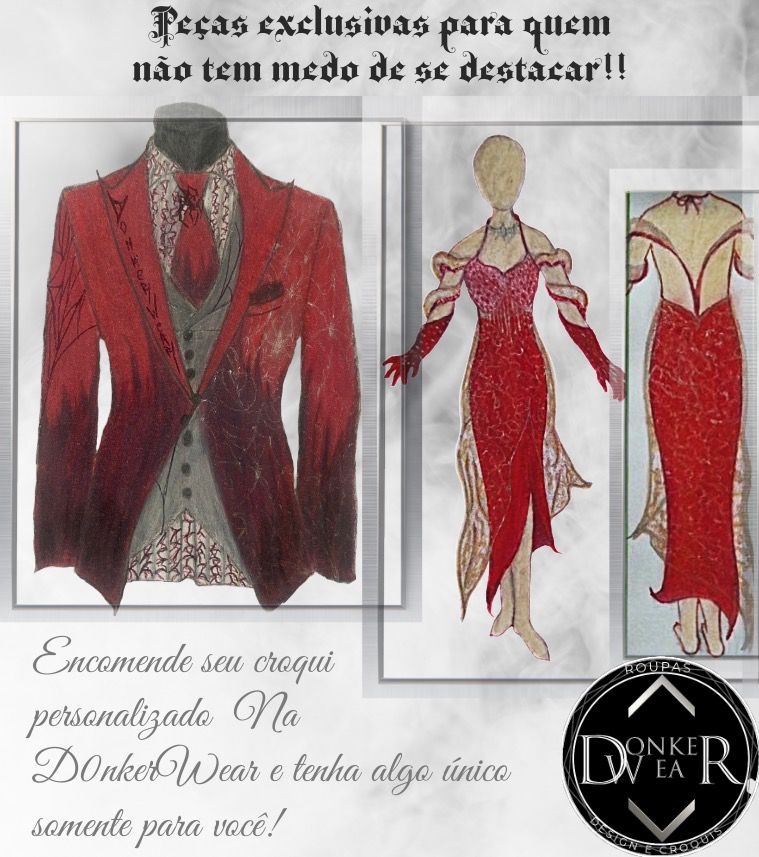 Peças exclusivas para quem
não tem medo de se destacar!!
Encomende seu croqui
personalizado Na
D0nkerWear e tenha algo único
somente para você!
ROUPAS
DONKE
WEAR
DESIGN E CROQUIS